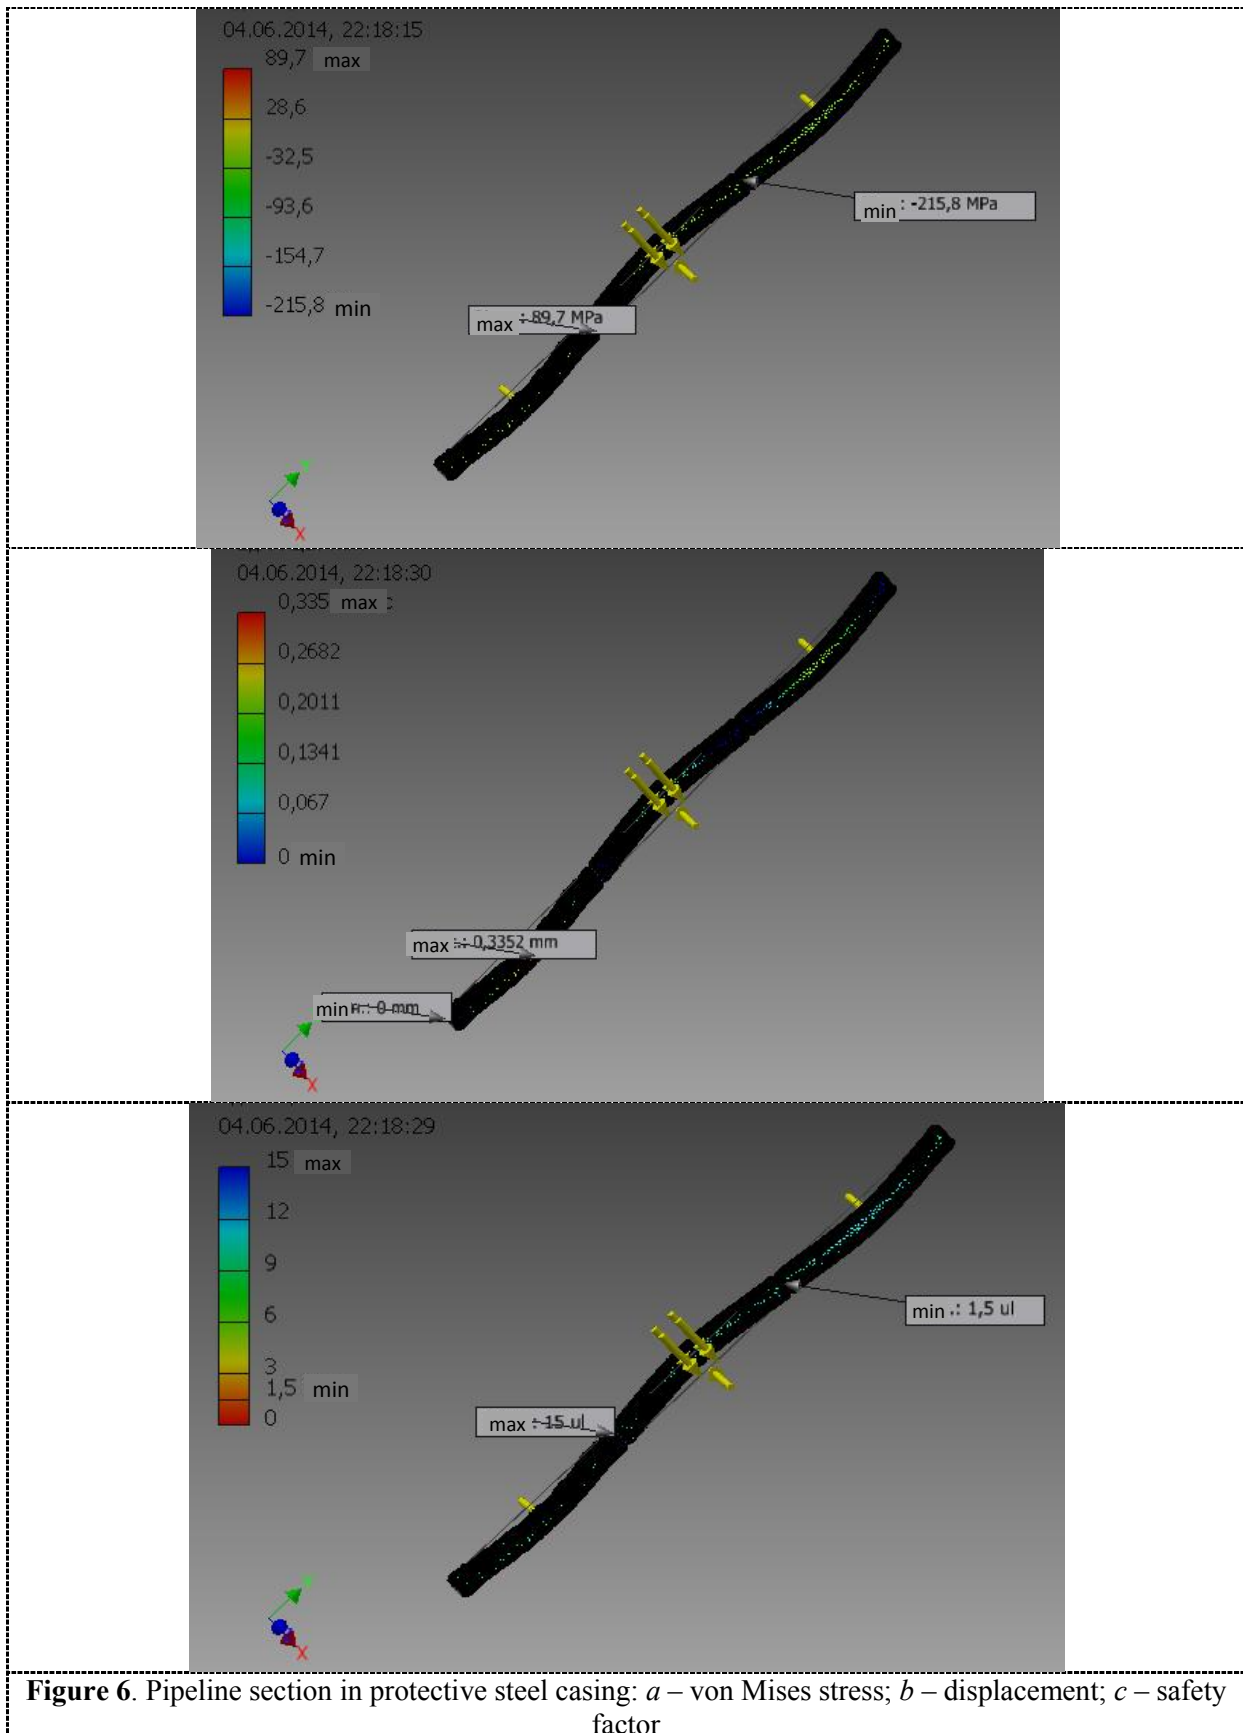 04.06.2014, 22:18:15
89,7 max
28,6
-32,5
-93,6
-154,7
-215,8 min
min : -215,8 MPa
max : 89,7 MPa
Y
X
04.06.2014, 22:18:30
0,335 max
0,2682
0,2011
0,1341
0,067
0 min
max .: 0,3352 mm
min .: 0 mm
X
04.06.2014, 22:18:29
15 max
12
9
6
3
1,5 min
0
min .: 1,5 ul
max : 15 ul
X
Figure 6. Pipeline section in protective steel casing: a – von Mises stress; b – displacement; c – safety
factor